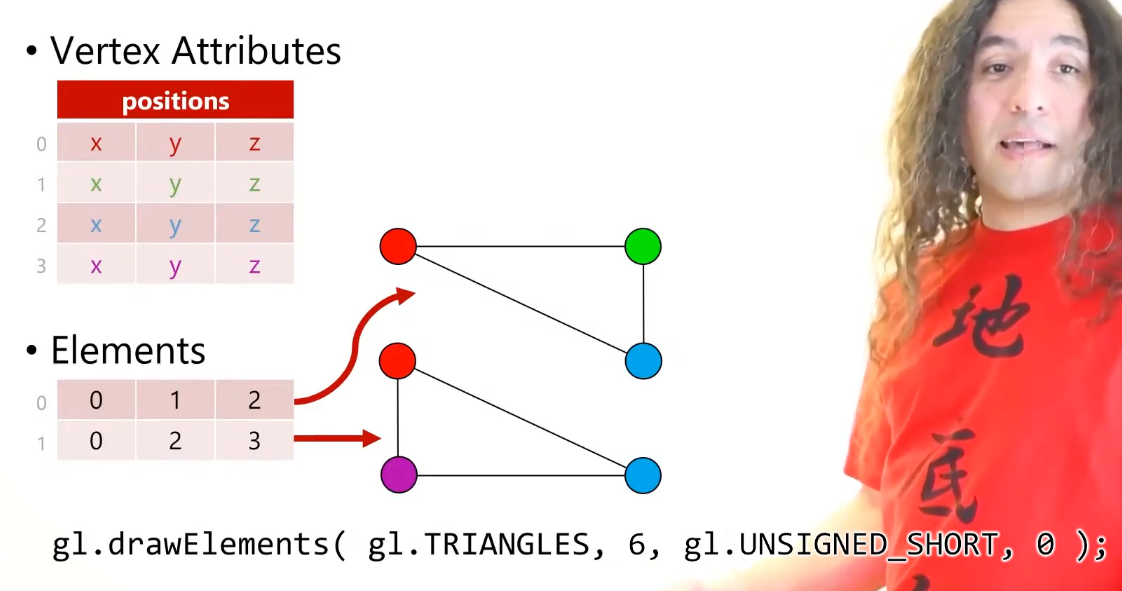 • Vertex Attributes
positions
0 x y z
1 x y z
2 x y z
3 x y z
• Elements
0 0 1 2
1 0 2 3
gl.drawElements( gl.TRIANGLES, 6, gl.UNSIGNED_SHORT, 0 );
地